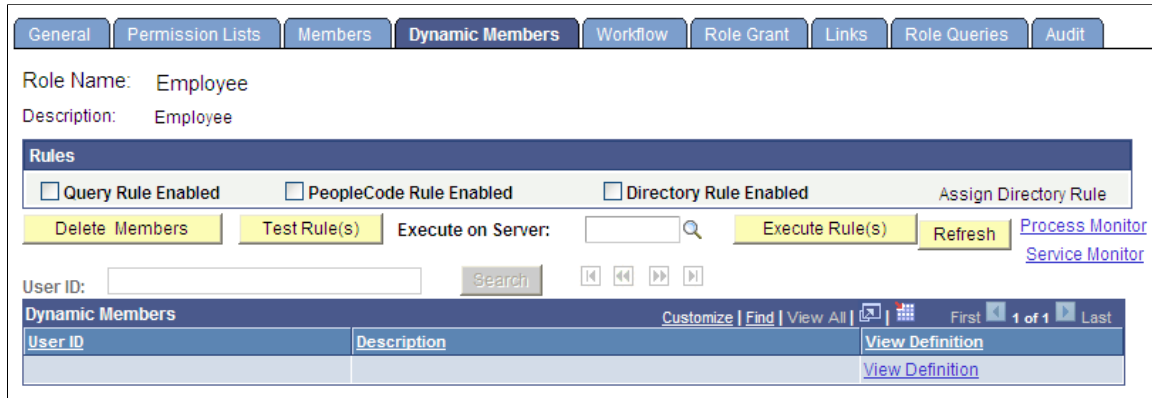 General Permission Lists Members Dynamic Members Workflow Role Grant Links Role Queries Audit
Role Name: Employee
Description: Employee
Rules
Query Rule Enabled PeopleCode Rule Enabled Directory Rule Enabled Assign Directory Rule
Delete Members Test Rule(s) Execute on Server: Execute Rule(s) Refresh Process Monitor
Service Monitor
User ID: Search
Dynamic Members Customize | Find | View All | | First 1 of 1 Last
User ID Description View Definition
View Definition